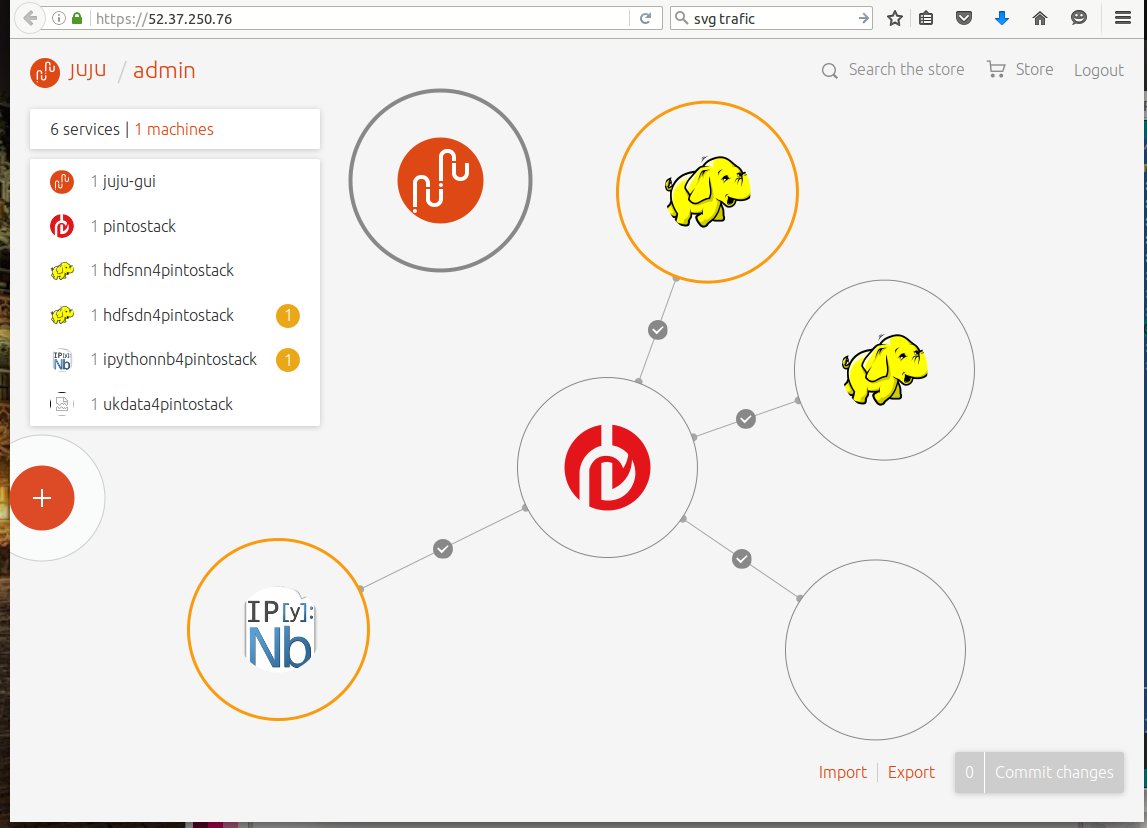 https://52.37.250.76
svg trafic
juju / admin
Search the store
Store
Logout
6 services | 1 machines
1 juju-gui
1 pintostack
1 hdfsnn4pintostack
1 hdfsdn4pintostack 1
IP[y]: Nb 1 ipythonnb4pintostack 1
1 ukdata4pintostack
+
IP[y]:
Nb
Import | Export
0 Commit changes